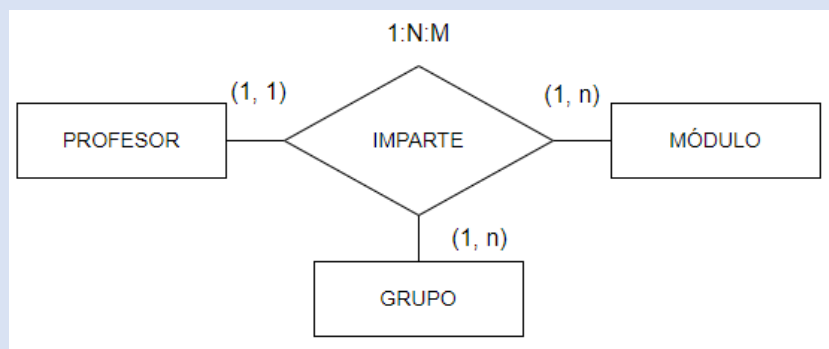 1:N:M
(1, 1)
(1, n)
PROFESOR
IMPARTE
MÓDULO
(1, n)
GRUPO